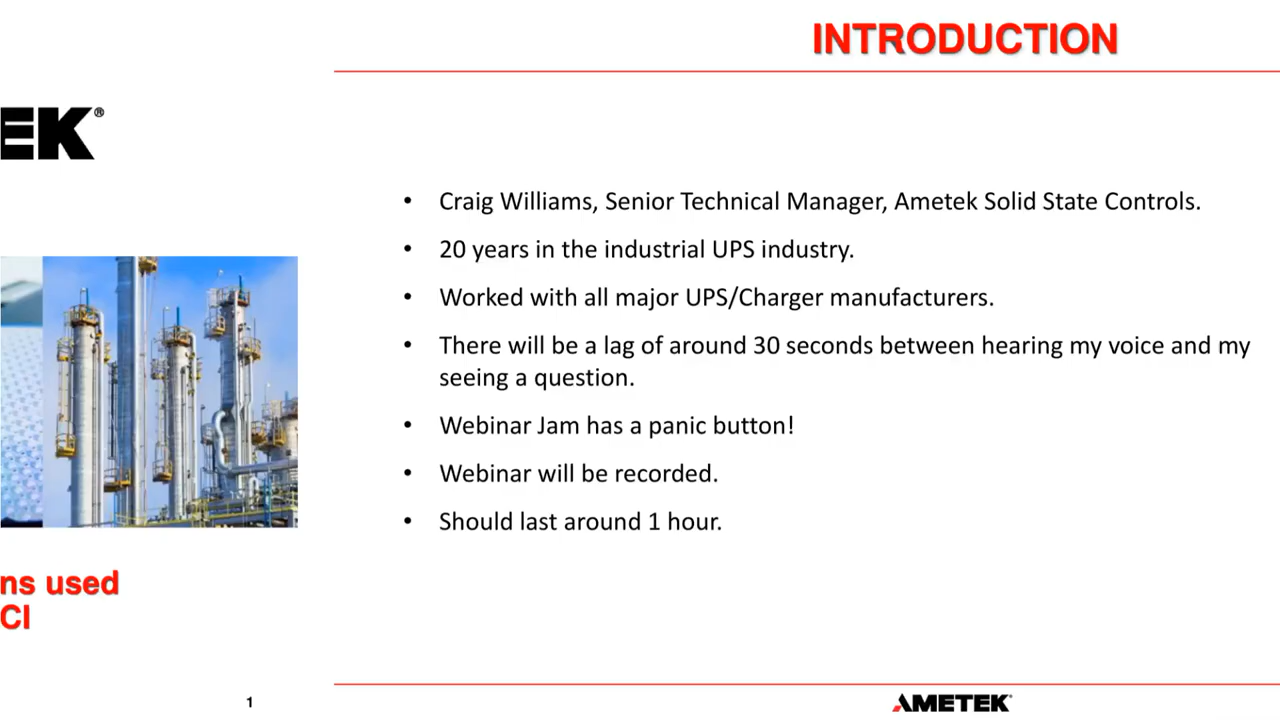 INTRODUCTION
EK®
• Craig Williams, Senior Technical Manager, Ametek Solid State Controls.
• 20 years in the industrial UPS industry.
• Worked with all major UPS/Charger manufacturers.
• There will be a lag of around 30 seconds between hearing my voice and my
seeing a question.
• Webinar Jam has a panic button!
• Webinar will be recorded.
• Should last around 1 hour.
ns used
CI
1
AMETEK®